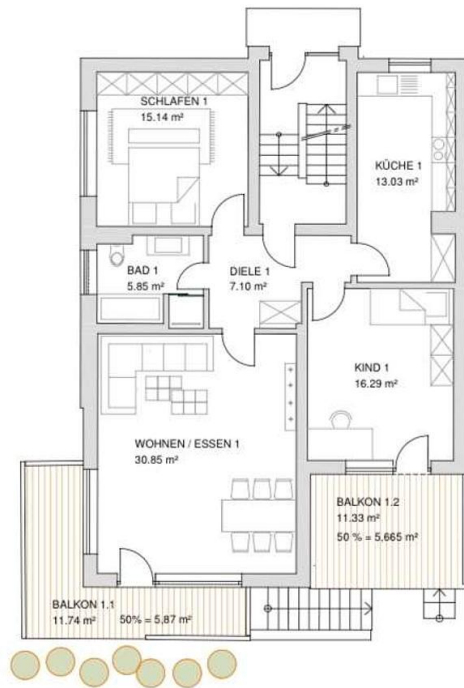 SCHLAFEN 1
15.14 m²
KÜCHE 1
13.03 m²
BAD 1
5.85 m²
DIELE 1
7.10 m²
KIND 1
16.29 m²
WOHNEN / ESSEN 1
30.85 m²
BALKON 1.2
11.33 m²
50 % = 5.665 m²
BALKON 1.1
11.74 m² 50% = 5.87 m²